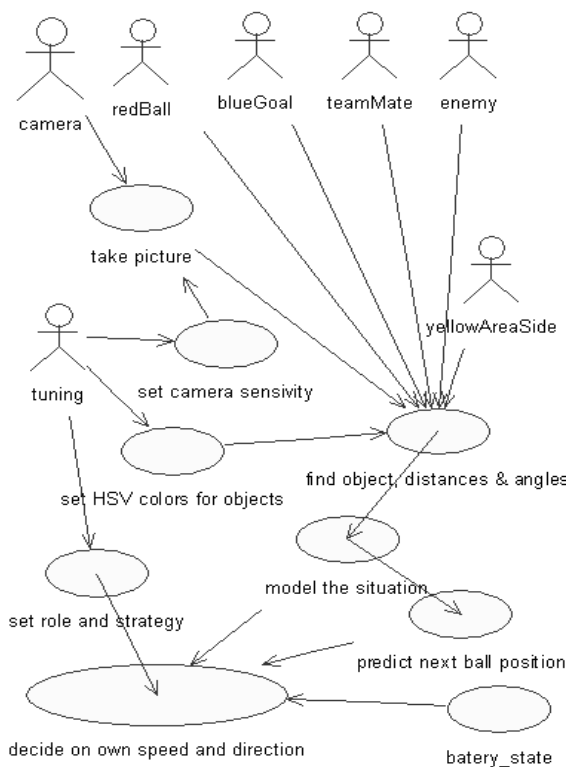 camera
redBall
blueGoal
teamMate
enemy
take picture
yellowAreaSide
tuning
set camera sensivity
set HSV colors for objects
find object, distances & angles
model the situation
set role and strategy
predict next ball position
decide on own speed and direction
batery_state